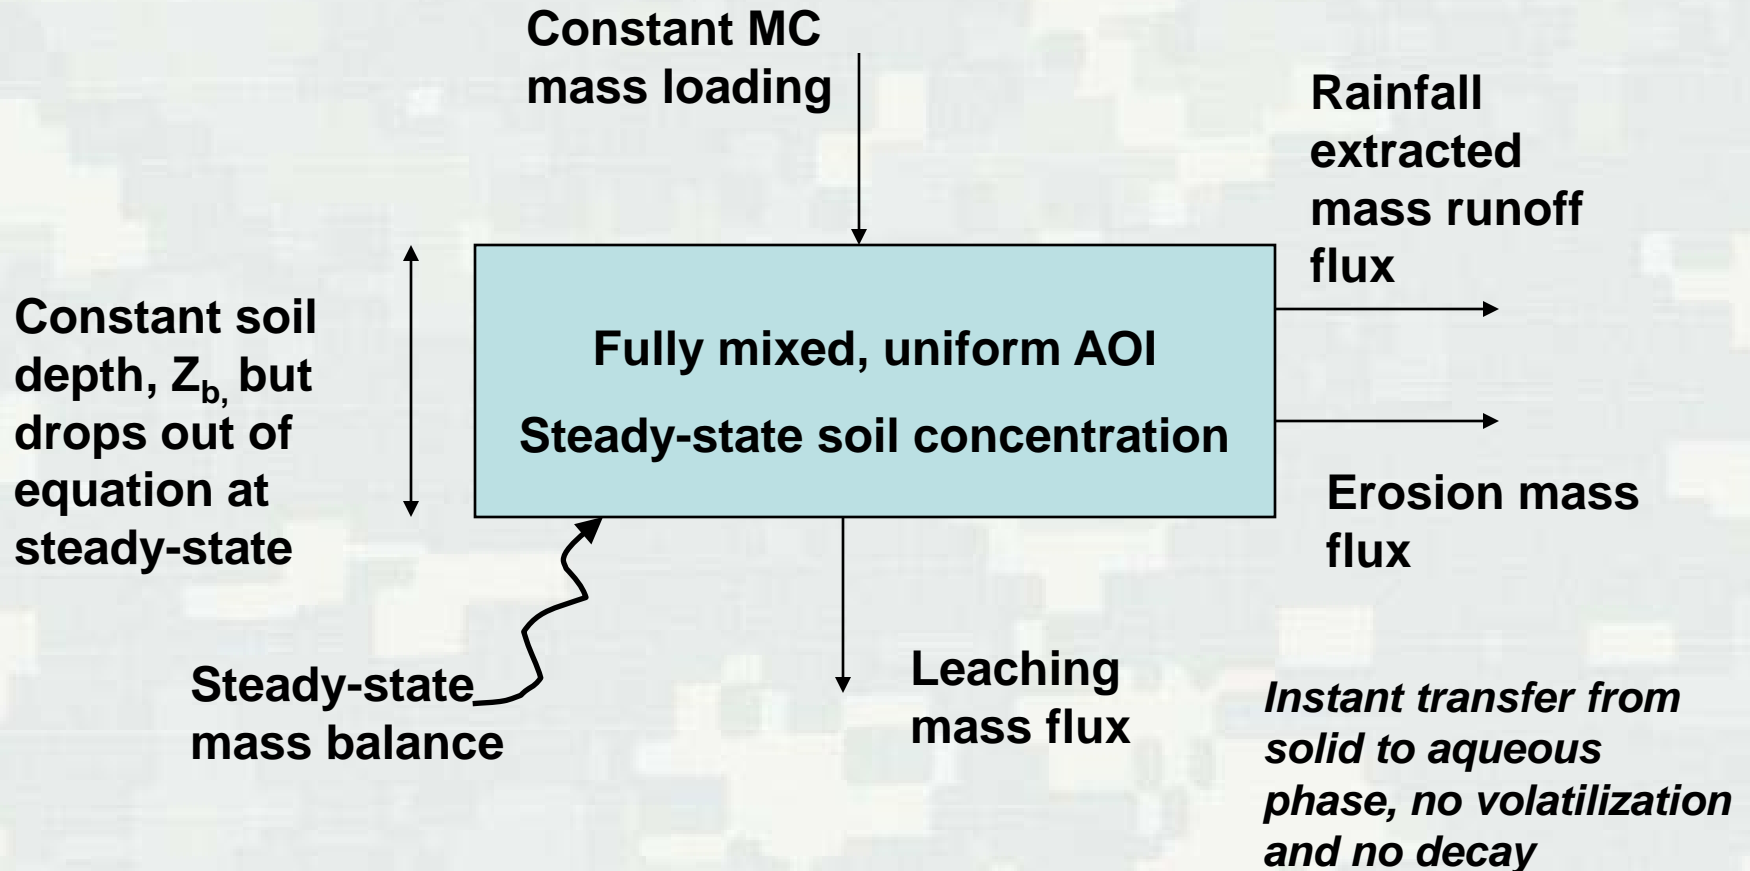 Constant MC
mass loading
Rainfall
extracted
mass runoff
flux
Constant soil
depth, Zb, but
drops out of
equation at
steady-state
Fully mixed, uniform AOI
Steady-state soil concentration
Erosion mass
flux
Steady-state
mass balance
Leaching
mass flux
Instant transfer from
solid to aqueous
phase, no volatilization
and no decay